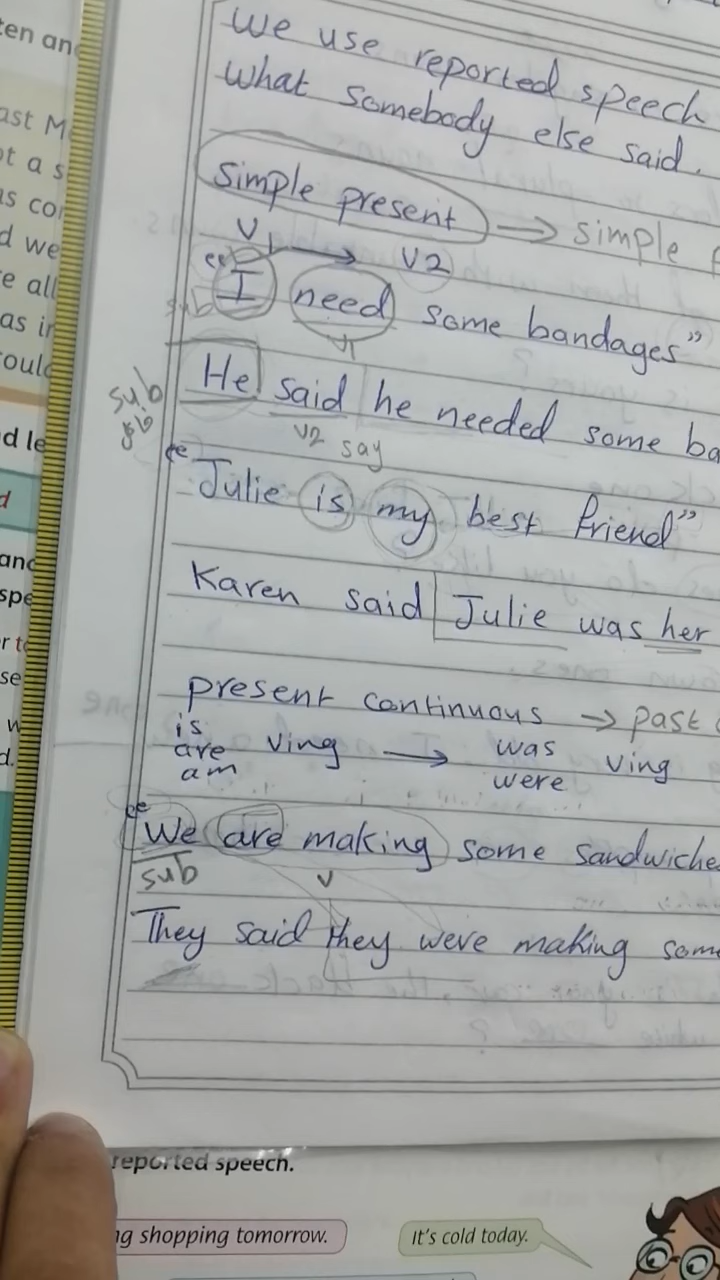 We use reported speech
what somebody else said.
Simple present → simple
V1 → V2
"I need some bandages"
sub
He said he needed some ba
sub
V2 say
"Julie is my best friend"
Karen said Julie was her
present continuous → past
is
are Ving → was Ving
am were
"We are making some sandwiche
sub V
They said they were making som
reported speech.
ng shopping tomorrow.
It's cold today.